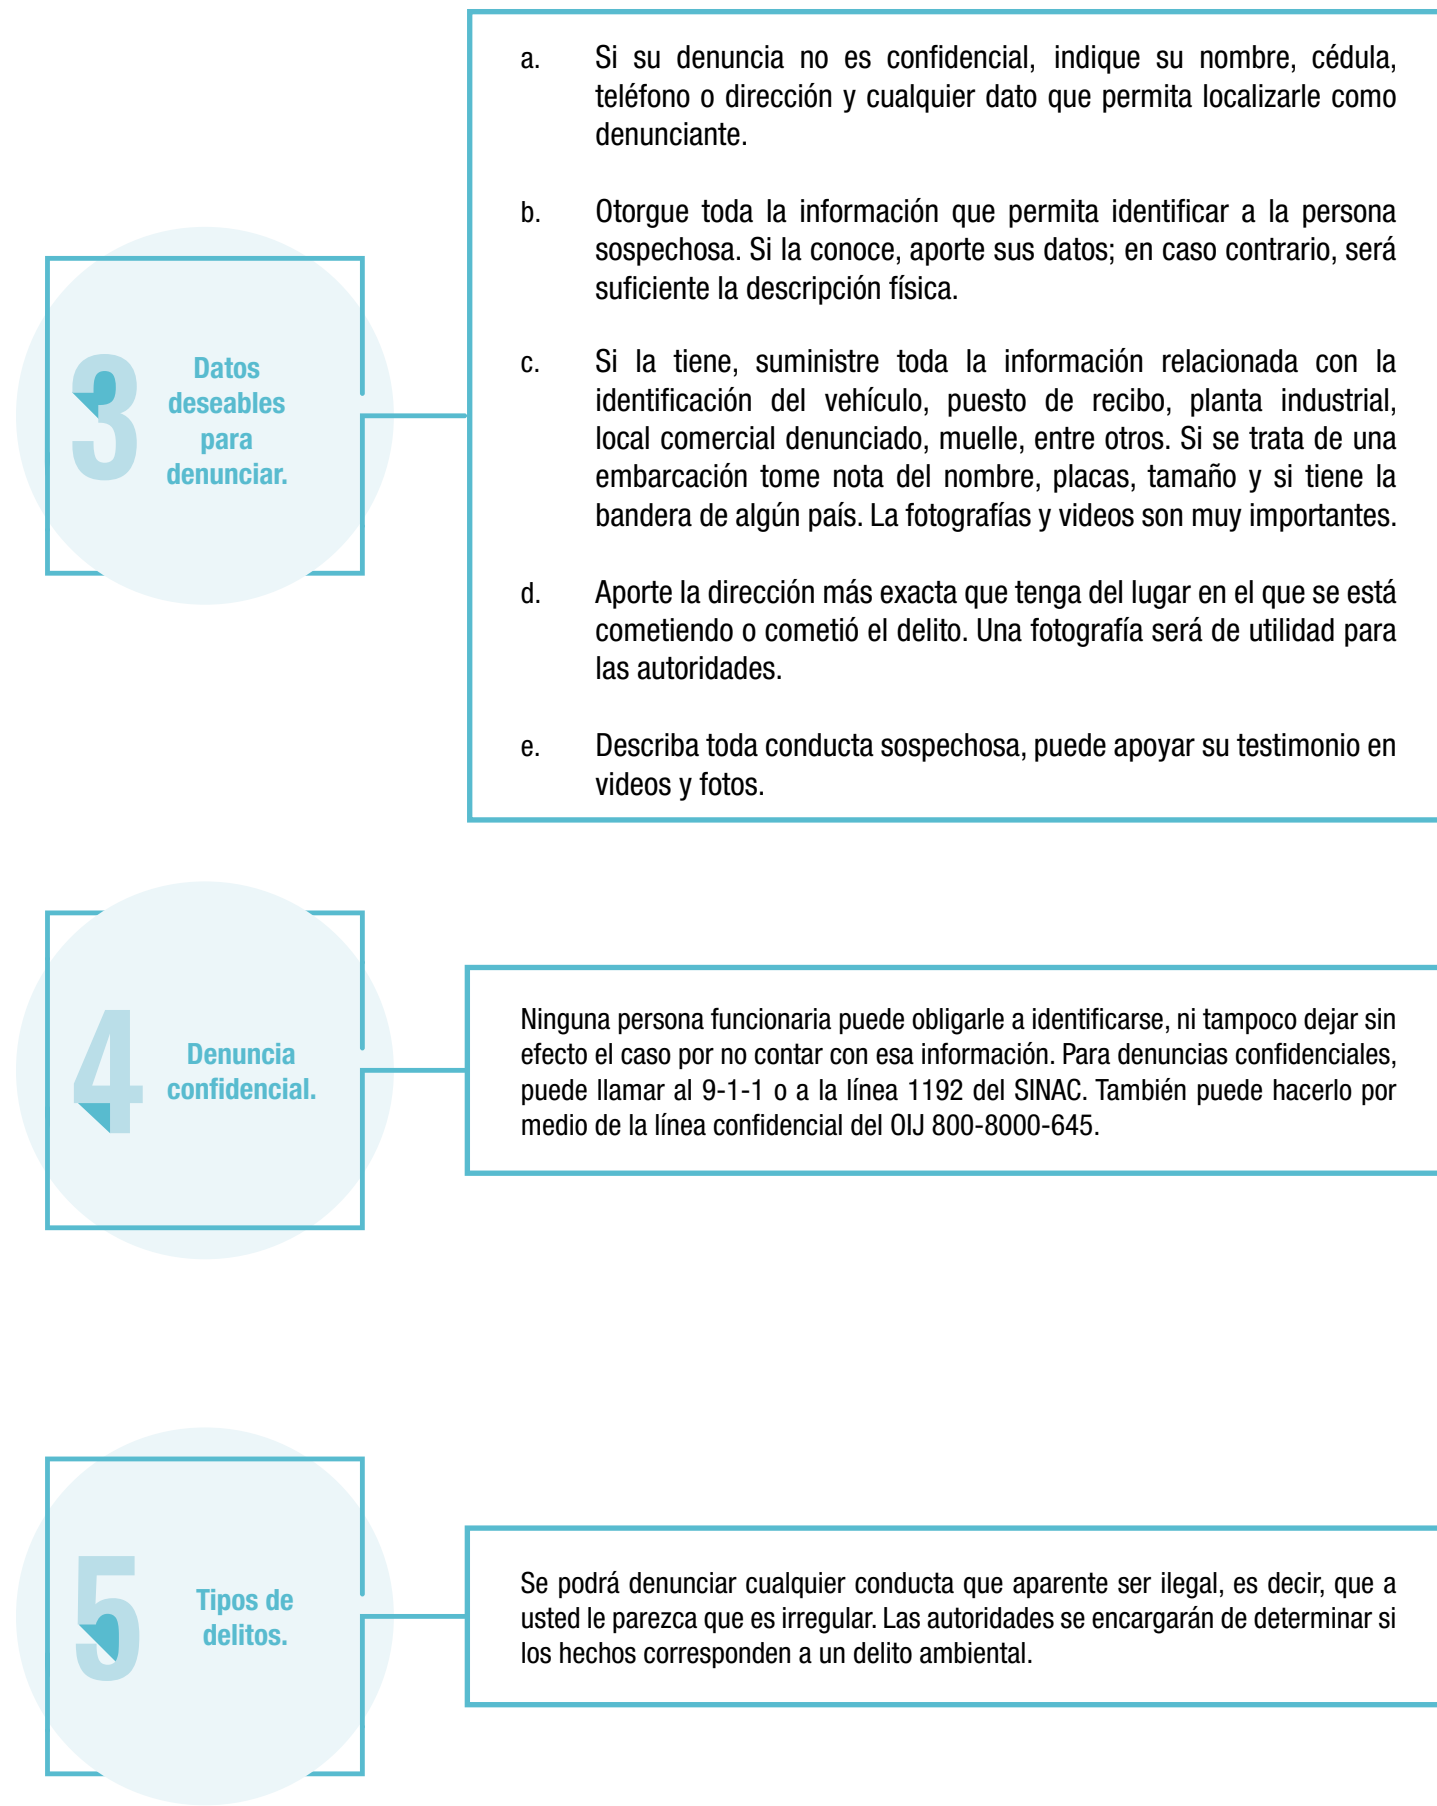 3
Datos
deseables
para
denunciar.
a. Si su denuncia no es confidencial, indique su nombre, cédula,
teléfono o dirección y cualquier dato que permita localizarle como
denunciante.
b. Otorgue toda la información que permita identificar a la persona
sospechosa. Si la conoce, aporte sus datos; en caso contrario, será
suficiente la descripción física.
c. Si la tiene, suministre toda la información relacionada con la
identificación del vehículo, puesto de recibo, planta industrial,
local comercial denunciado, muelle, entre otros. Si se trata de una
embarcación tome nota del nombre, placas, tamaño y si tiene la
bandera de algún país. La fotografías y videos son muy importantes.
d. Aporte la dirección más exacta que tenga del lugar en el que se está
cometiendo o cometió el delito. Una fotografía será de utilidad para
las autoridades.
e. Describa toda conducta sospechosa, puede apoyar su testimonio en
videos y fotos.
4
Denuncia
confidencial.
Ninguna persona funcionaria puede obligarle a identificarse, ni tampoco dejar sin
efecto el caso por no contar con esa información. Para denuncias confidenciales,
puede llamar al 9-1-1 o a la línea 1192 del SINAC. También puede hacerlo por
medio de la línea confidencial del OIJ 800-8000-645.
5
Tipos de
delitos.
Se podrá denunciar cualquier conducta que aparente ser ilegal, es decir, que a
usted le parezca que es irregular. Las autoridades se encargarán de determinar si
los hechos corresponden a un delito ambiental.